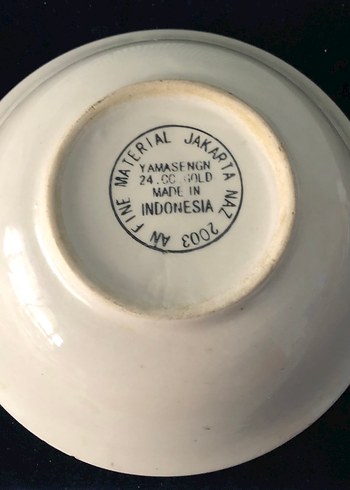 AN FINE MATERIAL JAKARTA NAZ 2003
YAMASENGN
24.CC.GOLD
MADE IN
INDONESIA